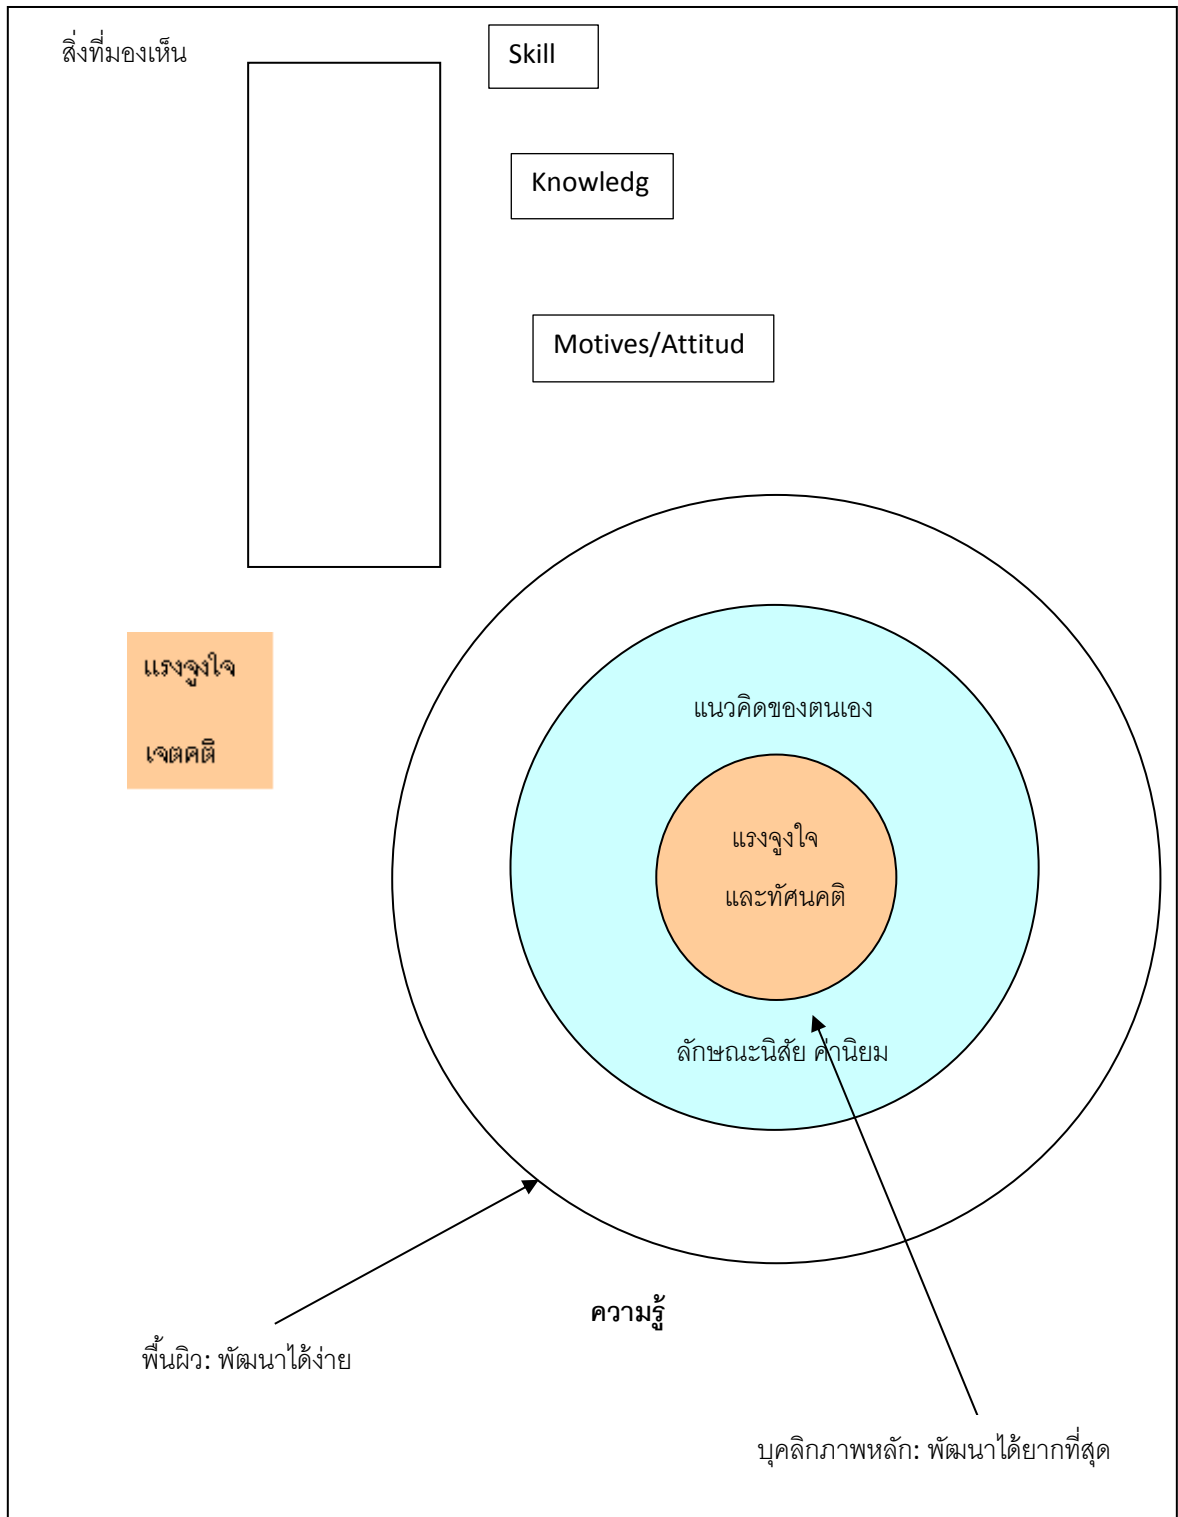 สิ่งที่มองเห็น
Skill
Knowledg
Motives/Attitud
แรงจูงใจ
เจตคติ
แนวคิดของตนเอง
แรงจูงใจ
และทัศนคติ
ลักษณะนิสัย ค่านิยม
ความรู้
พื้นผิว: พัฒนาได้ง่าย
บุคลิกภาพหลัก: พัฒนาได้ยากที่สุด